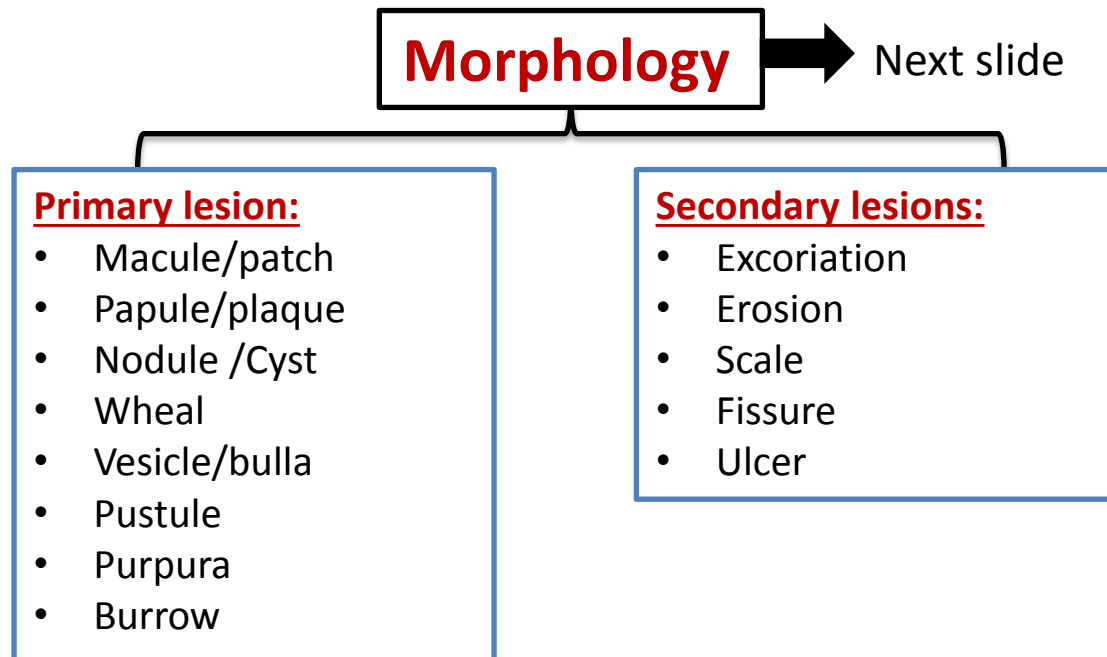 Morphology
Next slide
Primary lesion:
• Macule/patch
• Papule/plaque
• Nodule /Cyst
• Wheal
• Vesicle/bulla
• Pustule
• Purpura
• Burrow
Secondary lesions:
• Excoriation
• Erosion
• Scale
• Fissure
• Ulcer